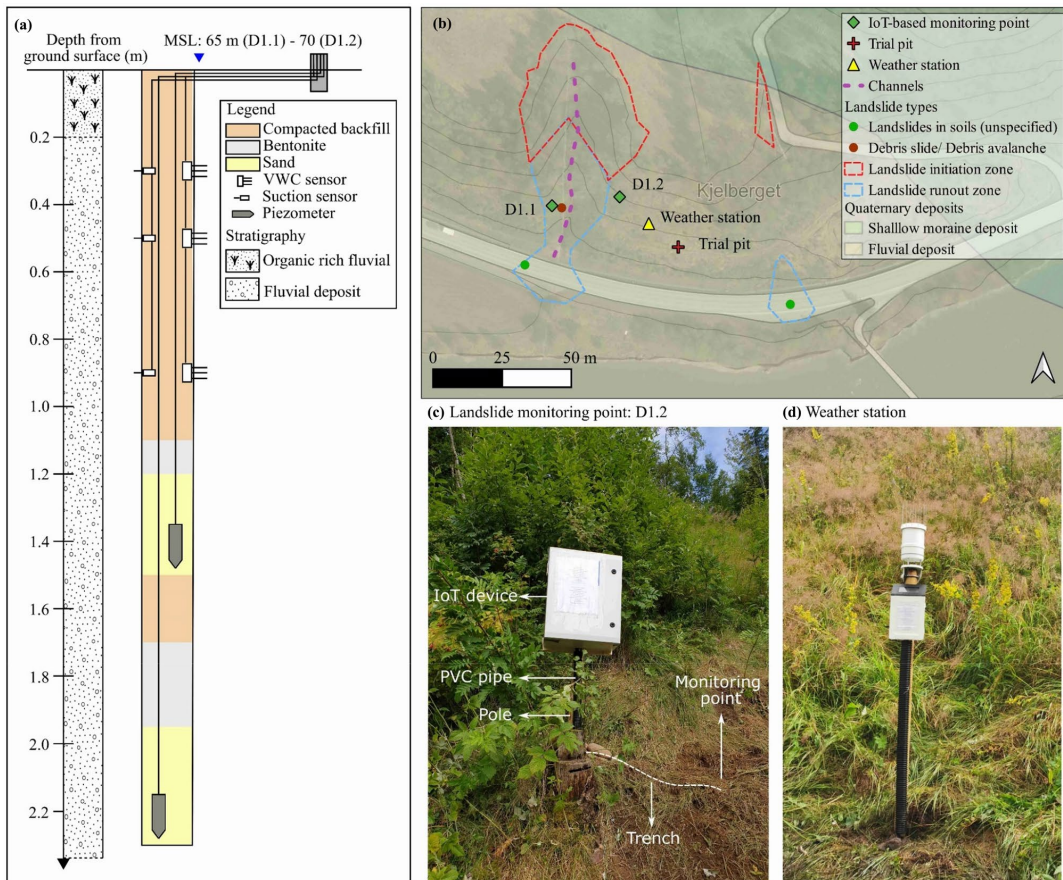 (a)
Depth from
ground surface (m)
MSL: 65 m (D1.1) - 70 (D1.2)
0.2
0.4
0.6
0.8
1.0
1.2
1.4
1.6
1.8
2.0
2.2
Legend
Compacted backfill
Bentonite
Sand
VWC sensor
Suction sensor
Piezometer
Stratigraphy
Organic rich fluvial
Fluvial deposit
(b)
IoT-based monitoring point
Trial pit
Weather station
Channels
Landslide types
Landslides in soils (unspecified)
Debris slide/ Debris avalanche
Landslide initiation zone
Landslide runout zone
Quaternary deposits
Shalllow moraine deposit
Fluvial deposit
Kjelberget
D1.2
D1.1
Weather station
Trial pit
0 25 50 m
(c) Landslide monitoring point: D1.2
IoT device
PVC pipe
Pole
Monitoring
point
Trench
(d) Weather station